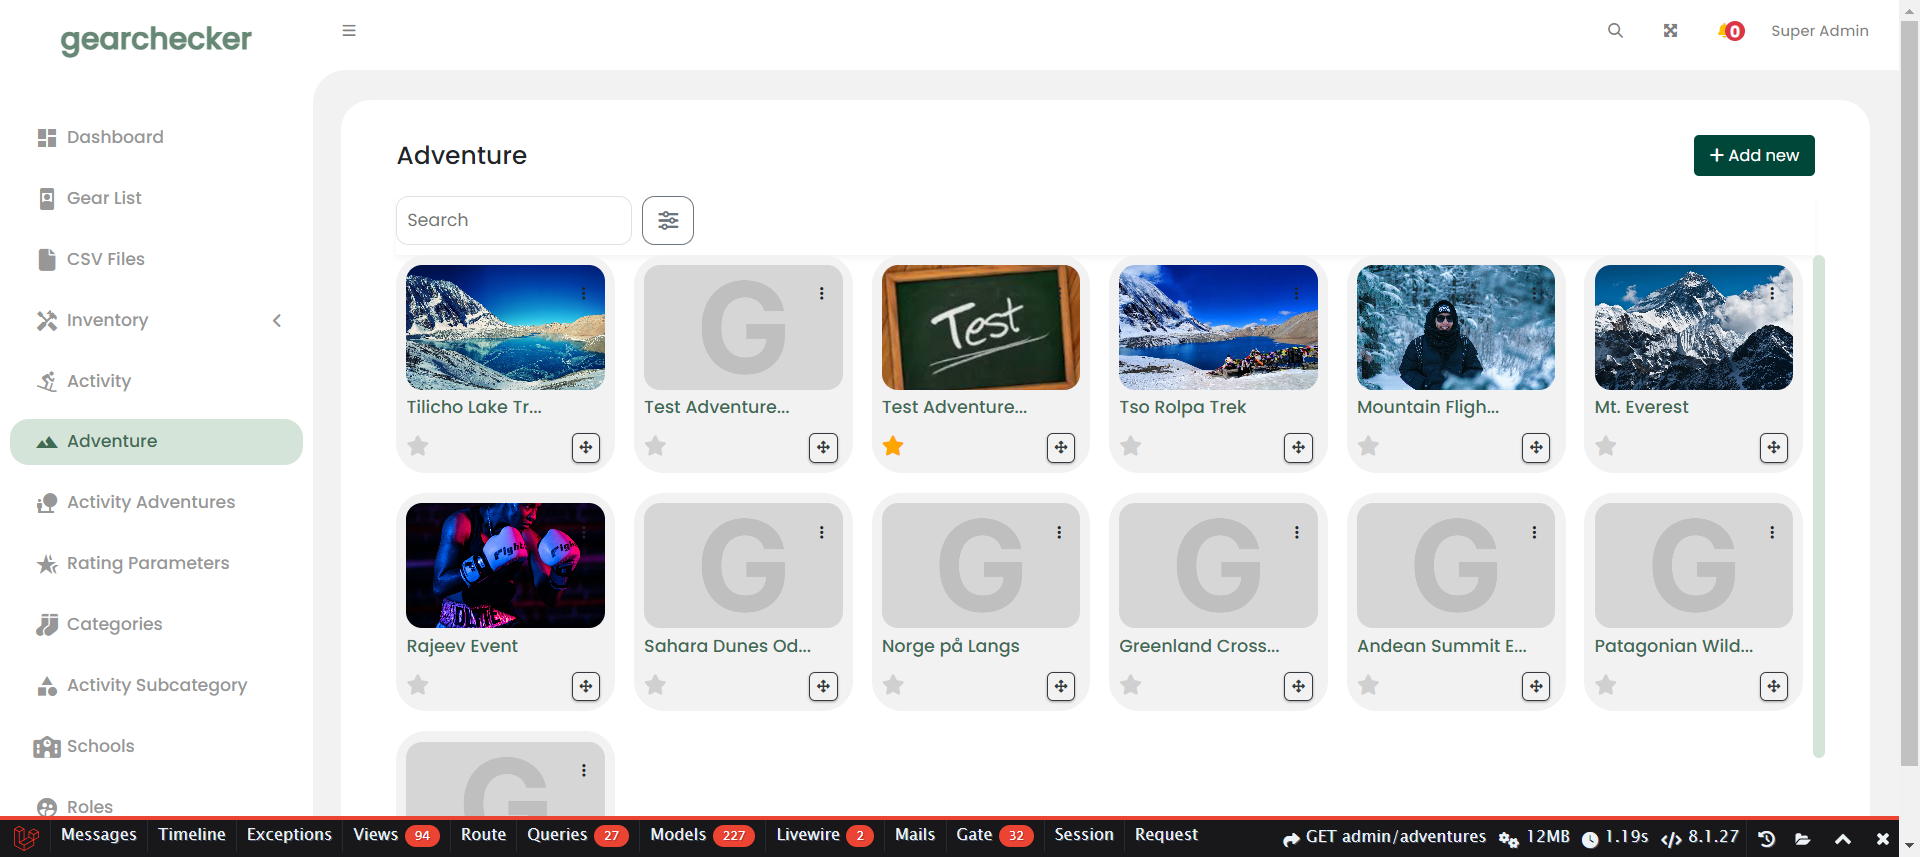 gearchecker
0
Super Admin
Dashboard
Gear List
CSV Files
Inventory
Activity
Adventure
Activity Adventures
Rating Parameters
Categories
Activity Subcategory
Schools
Roles
Adventure
+ Add new
Search
G
Test
Tilicho Lake Tr...
Test Adventure...
Test Adventure...
Tso Rolpa Trek
Mountain Fligh...
Mt. Everest
Fight
Figh
G
G
G
G
G
Rajeev Event
Sahara Dunes Od...
Norge på Langs
Greenland Cross...
Andean Summit E...
Patagonian Wild...
G
Messages Timeline Exceptions Views 94 Route Queries 27 Models 227 Livewire 2 Mails Gate 32 Session Request GET admin/adventures 12MB 1.19s 8.1.27